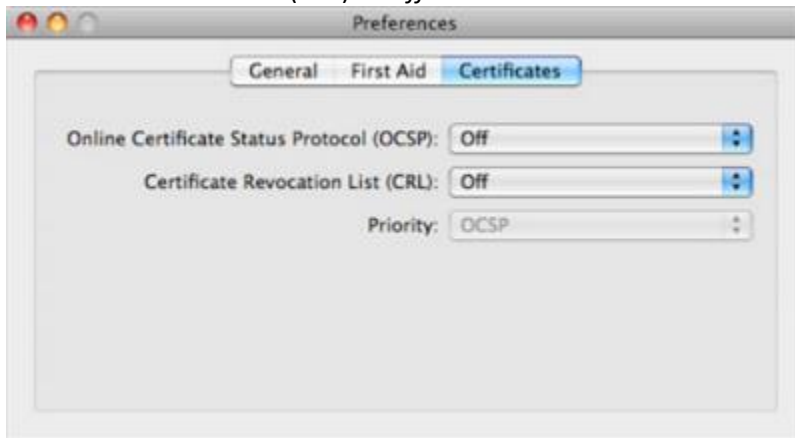 Preferences
General First Aid Certificates
Online Certificate Status Protocol (OCSP): Off
Certificate Revocation List (CRL): Off
Priority: OCSP